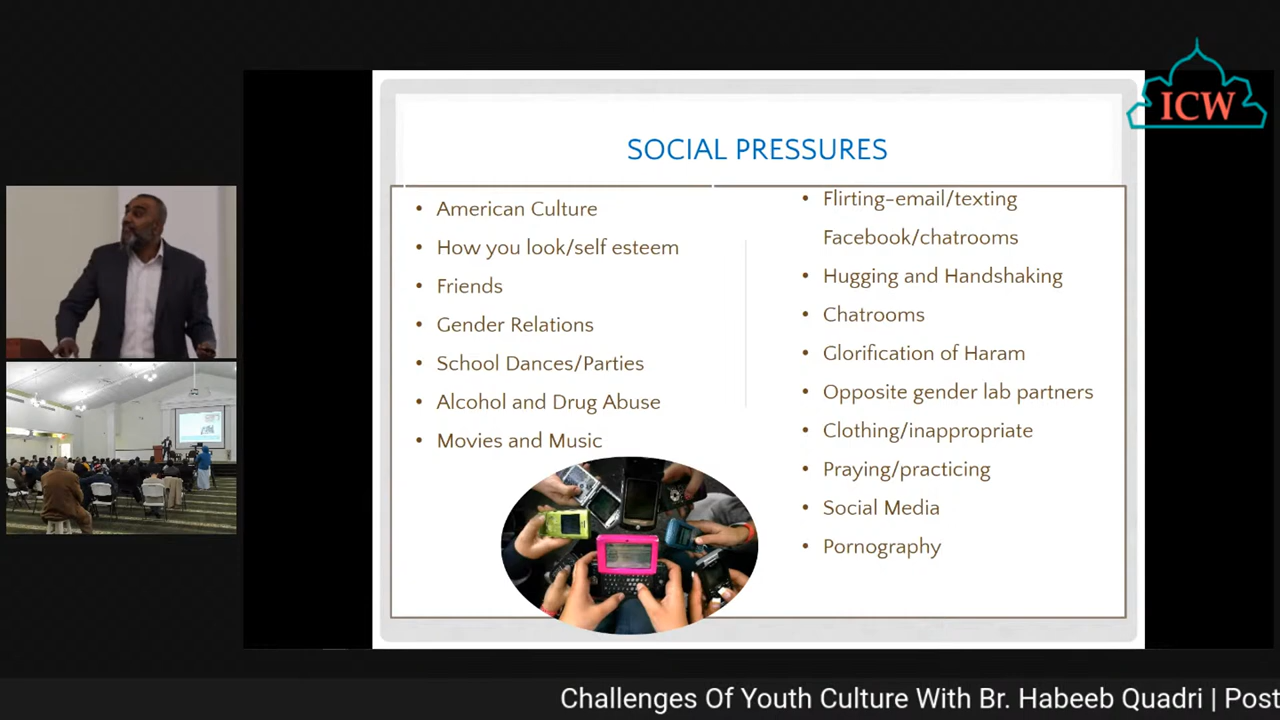 ICW
SOCIAL PRESSURES
American Culture
How you look/self esteem
Friends
Gender Relations
School Dances/Parties
Alcohol and Drug Abuse
Movies and Music
Flirting-email/texting
Facebook/chatrooms
Hugging and Handshaking
Chatrooms
Glorification of Haram
Opposite gender lab partners
Clothing/inappropriate
Praying/practicing
Social Media
Pornography
Challenges Of Youth Culture With Br. Habeeb Quadri | Post